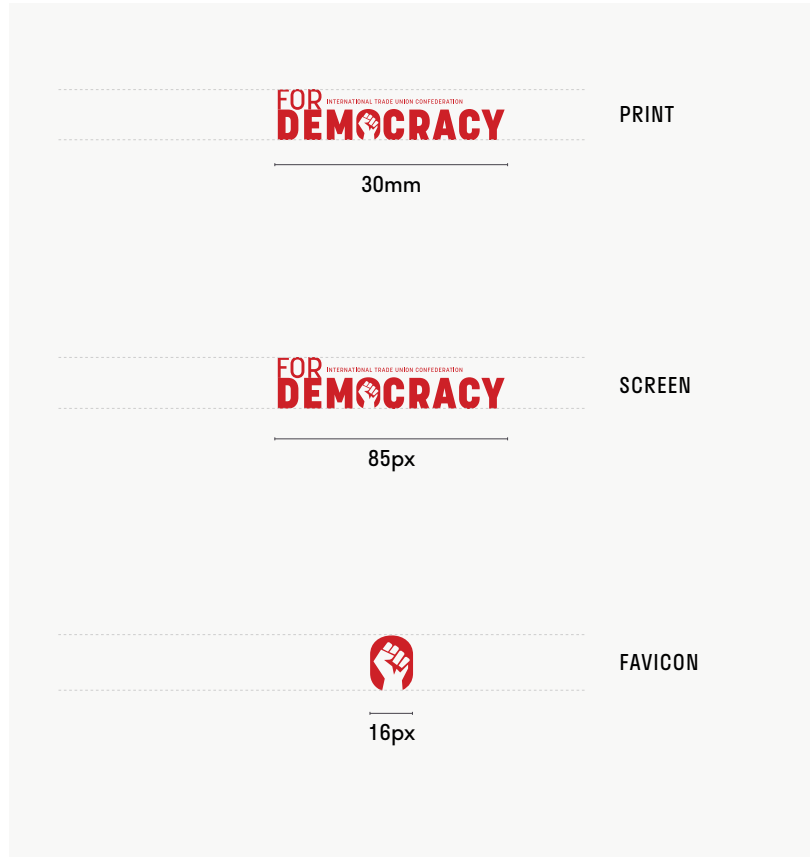 FOR INTERNATIONAL TRADE UNION CONFEDERATION
DEMOCRACY
PRINT
30mm
FOR INTERNATIONAL TRADE UNION CONFEDERATION
DEMOCRACY
SCREEN
85px
FAVICON
16px